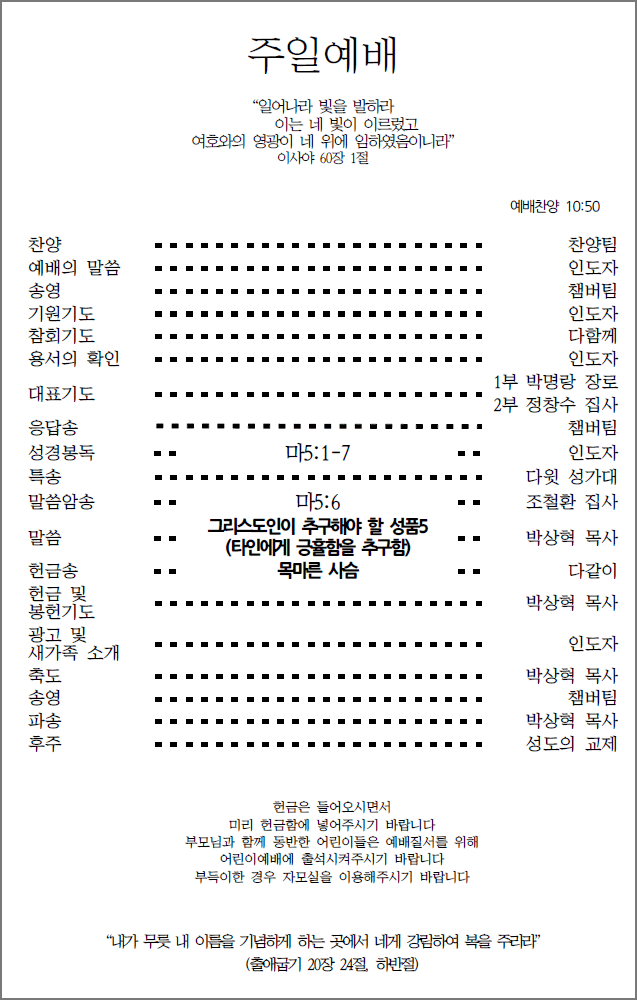 주일예배
“일어나라 빛을 발하라
이는 네 빛이 이르렀고
여호와의 영광이 네 위에 임하였음이니라”
이사야 60장 1절
예배찬양 10:50
찬양 찬양팀
예배의 말씀 인도자
송영 챔버팀
기원기도 인도자
참회기도 다함께
용서의 확인 인도자
대표기도 1부 박명랑 장로
2부 정창수 집사
응답송 챔버팀
성경봉독 마5:1-7 인도자
특송 다윗 성가대
말씀암송 마5:6 조철환 집사
그리스도인이 추구해야 할 성품5
말씀 (타인에게 긍휼함을 추구함) 박상혁 목사
헌금송 목마른 사슴 다같이
헌금 및
봉헌기도 박상혁 목사
광고 및
새가족 소개 인도자
축도 박상혁 목사
송영 챔버팀
파송 박상혁 목사
후주 성도의 교제
헌금은 들어오시면서
미리 헌금함에 넣어주시기 바랍니다
부모님과 함께 동반한 어린이들은 예배질서를 위해
어린이예배에 출석시켜주시기 바랍니다
부득이한 경우 자모실을 이용해주시기 바랍니다
“내가 무릇 내 이름을 기념하게 하는 곳에서 네게 강림하여 복을 주리라”
(출애굽기 20장 24절, 하반절)